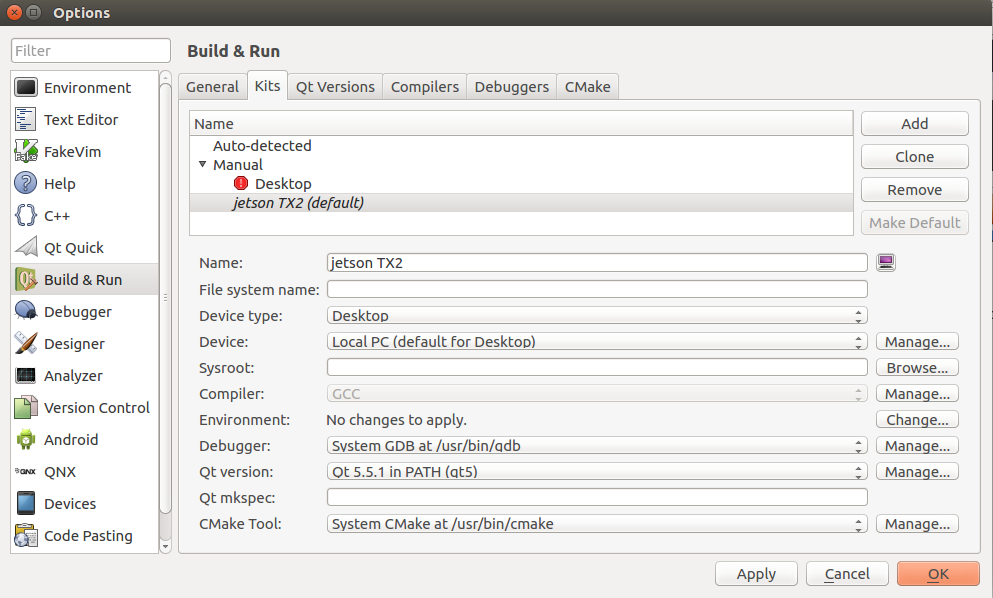 Options
Filter
Build & Run
Environment
Text Editor
FakeVim
Help
C++
Qt Quick
Build & Run
Debugger
Designer
Analyzer
Version Control
Android
QNX
Devices
Code Pasting
General Kits Qt Versions Compilers Debuggers CMake
Name
Auto-detected
Manual
Desktop
jetson TX2 (default)
Add
Clone
Remove
Make Default
Name: jetson TX2
File system name:
Device type: Desktop
Device: Local PC (default for Desktop) Manage...
Sysroot: Browse...
Compiler: GCC Manage...
Environment: No changes to apply. Change...
Debugger: System GDB at /usr/bin/gdb Manage...
Qt version: Qt 5.5.1 in PATH (qt5) Manage...
Qt mkspec:
CMake Tool: System CMake at /usr/bin/cmake Manage...
Apply Cancel OK